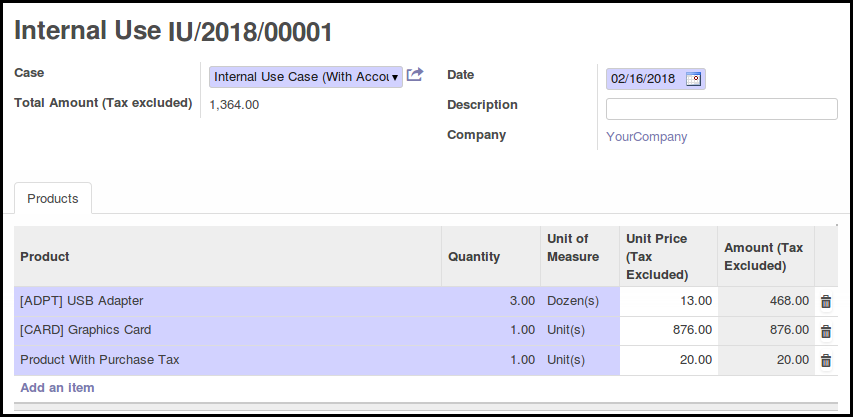 Internal Use IU/2018/00001
Case Internal Use Case (With Accou
Total Amount (Tax excluded) 1,364.00
Date 02/16/2018
Description
Company YourCompany
Products
Product Quantity Unit of Measure Unit Price (Tax Excluded) Amount (Tax Excluded)
[ADPT] USB Adapter 3.00 Dozen(s) 13.00 468.00
[CARD] Graphics Card 1.00 Unit(s) 876.00 876.00
Product With Purchase Tax 1.00 Unit(s) 20.00 20.00
Add an item